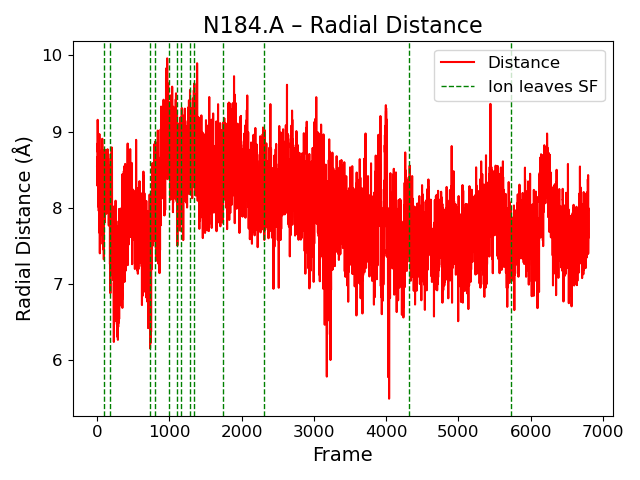 N184.A – Radial Distance
Radial Distance (Å)
10
9
8
7
6
Distance
Ion leaves SF
0
1000
2000
3000
4000
5000
6000
7000
Frame